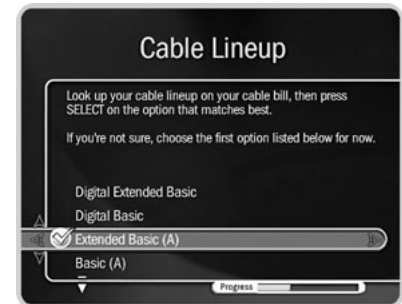 Cable Lineup
Look up your cable lineup on your cable bill, then press
SELECT on the option that matches best.
If you're not sure, choose the first option listed below for now.
Digital Extended Basic
Digital Basic
Extended Basic (A)
Basic (A)
Progress